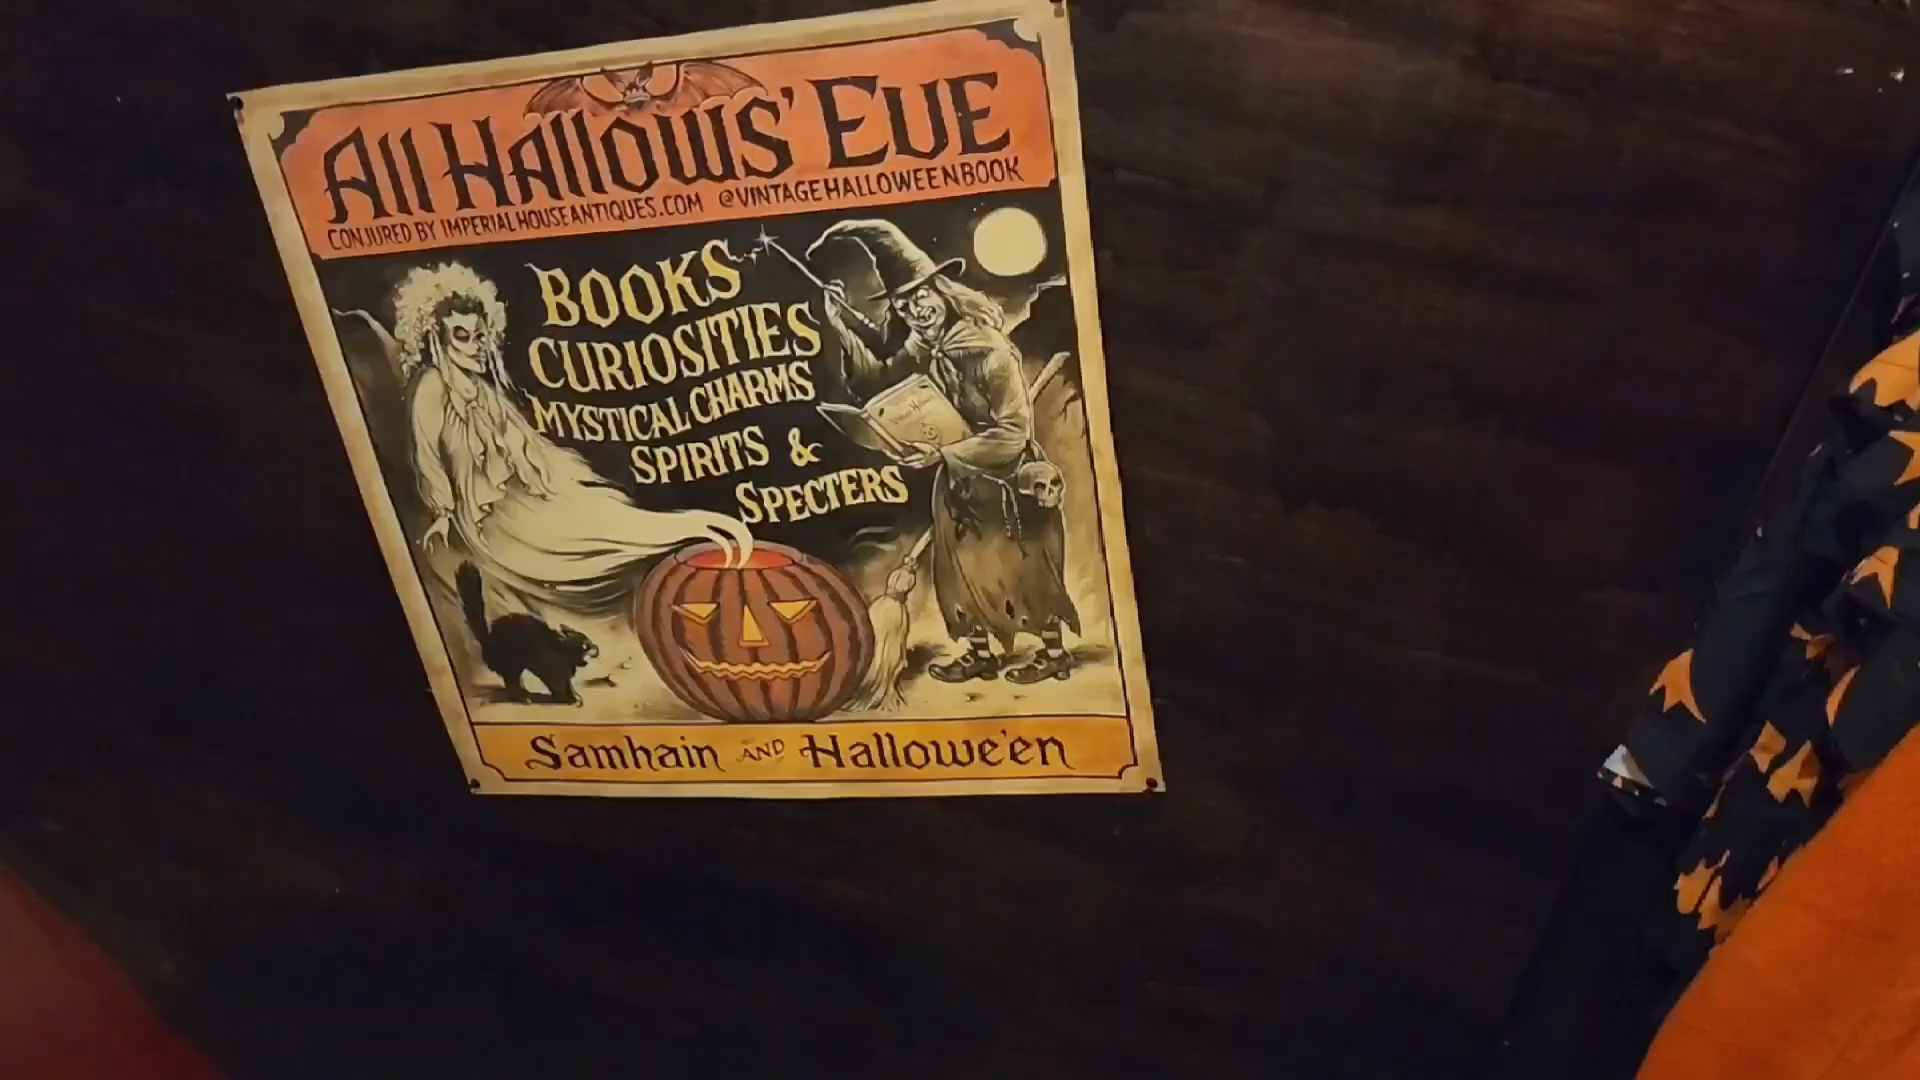 All Hallows' Eve
CONJURED BY IMPERIALHOUSEANTIQUES.COM @VINTAGEHALLOWEENBOOK
BOOKS
CURIOSITIES
MYSTICAL CHARMS
SPIRITS &
SPECTERS
Samhain AND Hallowe'en